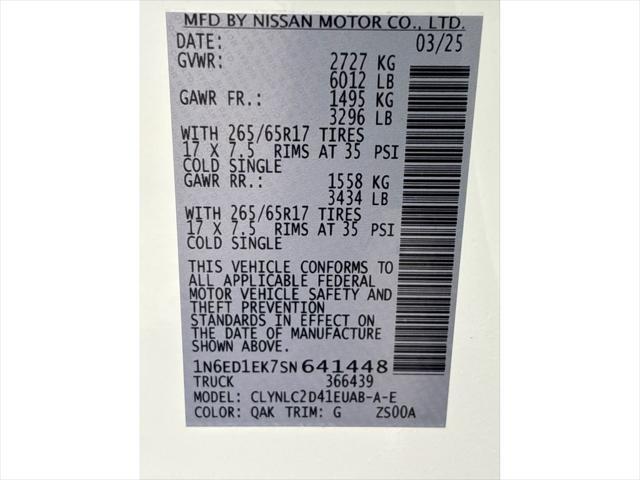 MFD BY NISSAN MOTOR CO., LTD.
DATE: 03/25
GVWR: 2727 KG
6012 LB
GAWR FR.: 1495 KG
3296 LB
WITH 265/65R17 TIRES
17 X 7.5 RIMS AT 35 PSI
COLD SINGLE
GAWR RR.: 1558 KG
3434 LB
WITH 265/65R17 TIRES
17 X 7.5 RIMS AT 35 PSI
COLD SINGLE
THIS VEHICLE CONFORMS TO
ALL APPLICABLE FEDERAL
MOTOR VEHICLE SAFETY AND
THEFT PREVENTION
STANDARDS IN EFFECT ON
THE DATE OF MANUFACTURE
SHOWN ABOVE.
1N6ED1EK7SN641448
TRUCK 366439
MODEL: CLYNLC2D41EUAB-A-E
COLOR: QAK TRIM: G ZS00A